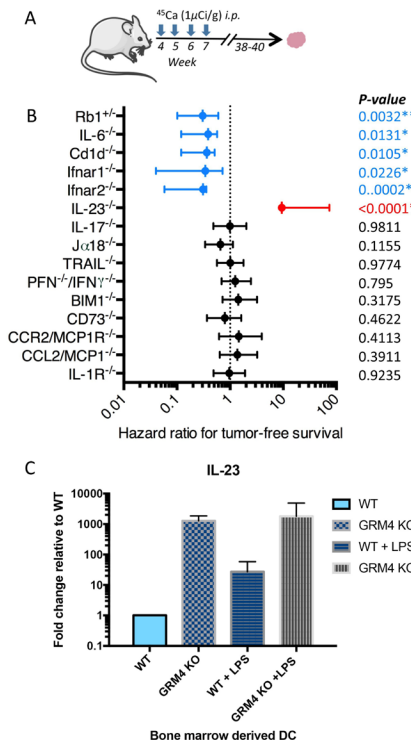 A
⁴⁵Ca (1μCi/g) i.p.
4 5 6 7
38-40
Week
B
P-value
Rb1⁺/⁻ 0.0032*
IL-6⁻/⁻ 0.0131*
Cd1d⁻/⁻ 0.0105*
Ifnar1⁻/⁻ 0.0226*
Ifnar2⁻/⁻ 0..0002*
IL-23⁻/⁻ <0.0001*
IL-17⁻/⁻ 0.9811
Jα18⁻/⁻ 0.1155
TRAIL⁻/⁻ 0.9774
PFN⁻/⁻/IFNγ⁻/⁻ 0.795
BIM1⁻/⁻ 0.3175
CD73⁻/⁻ 0.4622
CCR2/MCP1R⁻/⁻ 0.4113
CCL2/MCP1⁻/⁻ 0.3911
IL-1R⁻/⁻ 0.9235
0.01 0.1 1 10 100
Hazard ratio for tumor-free survival
C
IL-23
Fold change relative to WT
10000
1000
100
10
1
0.1
WT
GRM4 KO
WT + LPS
GRM4 KO +LPS
Bone marrow derived DC
WT
GRM4 KO
WT + LPS
GRM4 KO